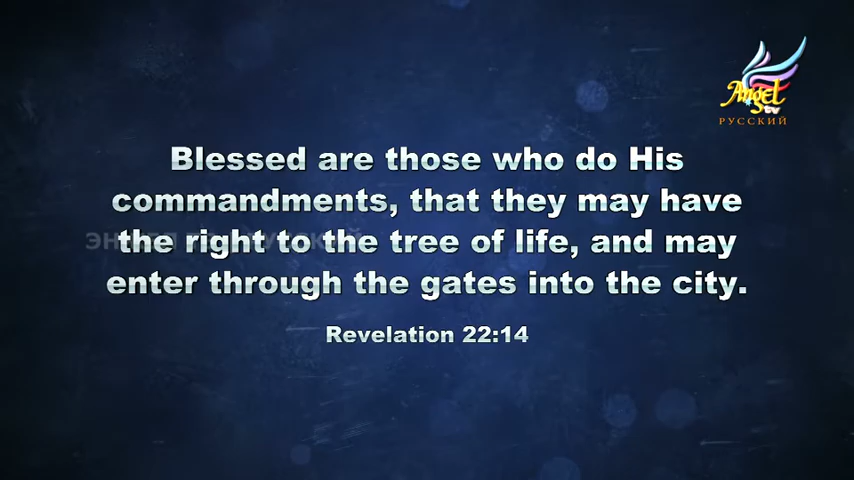 Angel
tv
РУССКИЙ
Blessed are those who do His
commandments, that they may have
the right to the tree of life, and may
enter through the gates into the city.
Revelation 22:14